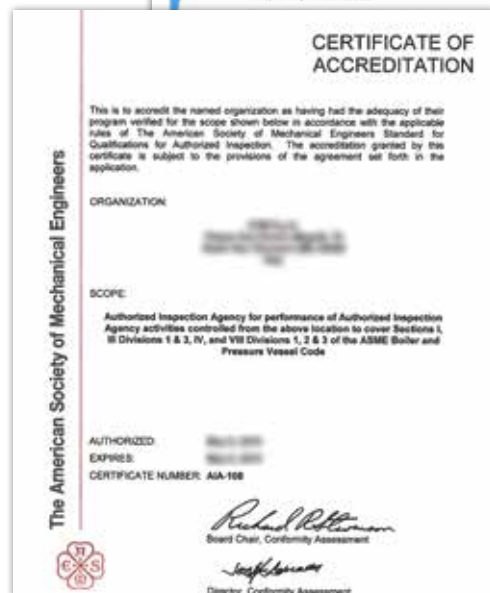 CERTIFICATE OF
ACCREDITATION
This is to accredit the named organization as having had the adequacy of their
program verified for the scope shown below in accordance with the applicable
rules of The American Society of Mechanical Engineers Standard for
Qualifications for Authorized Inspection. The accreditation granted by this
certificate is subject to the provisions of the agreement set forth in the
application.
ORGANIZATION:
SCOPE:
Authorized Inspection Agency for performance of Authorized Inspection
Agency activities controlled from the above location to cover Sections I,
III Divisions 1 & 3, IV, and VIII Divisions 1, 2 & 3 of the ASME Boiler and
Pressure Vessel Code
AUTHORIZED:
EXPIRES:
CERTIFICATE NUMBER: AIA-108
Board Chair, Conformity Assessment
Director, Conformity Assessment
The American Society of Mechanical Engineers